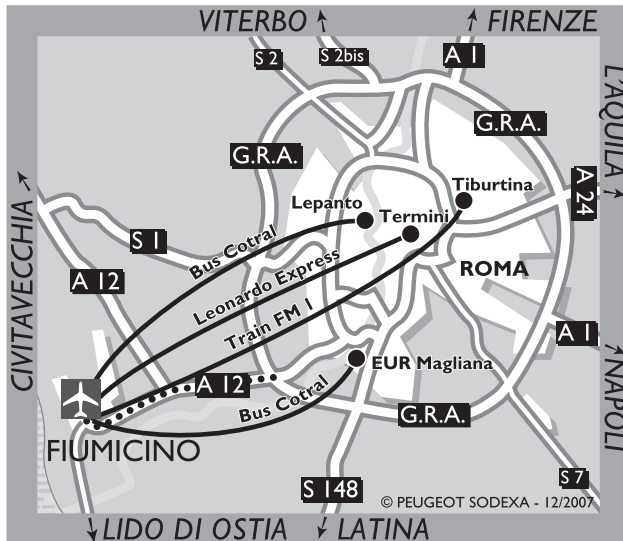 VITERBO
FIRENZE
S 2
S 2bis
A 1
L'AQUILA
G.R.A.
G.R.A.
A 24
CIVITAVECCHIA
Tiburtina
Lepanto
Termini
S 1
Bus Cotral
ROMA
A 12
Leonardo Express
Train FM 1
A 1
EUR Magliana
A 12
Bus Cotral
NAPOLI
G.R.A.
FIUMICINO
S 7
S 148
© PEUGEOT SODEXA - 12/2007
LIDO DI OSTIA
LATINA